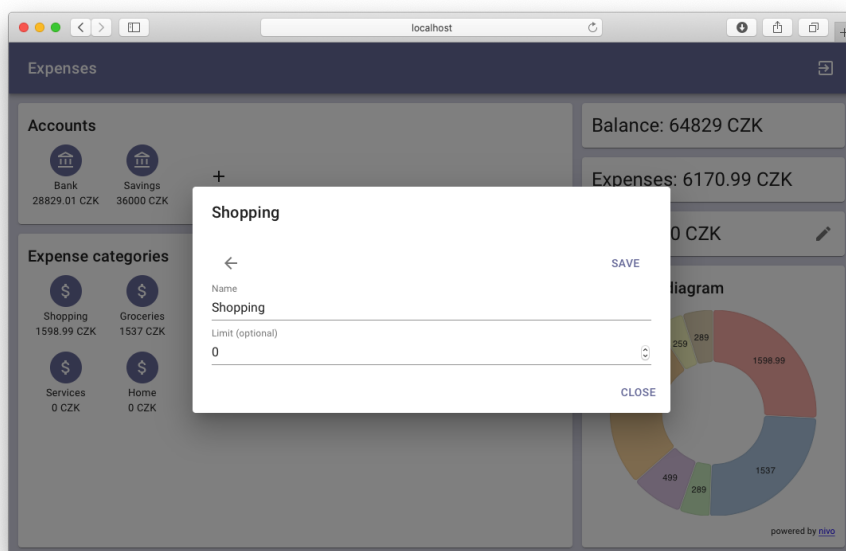 localhost
Expenses
Accounts
Bank
28829.01 CZK
Savings
36000 CZK
+
Balance: 64829 CZK
Expenses: 6170.99 CZK
0 CZK
Expense categories
$
Shopping
1598.99 CZK
$
Groceries
1537 CZK
$
Services
0 CZK
$
Home
0 CZK
Shopping
SAVE
Name
Shopping
Limit (optional)
0
CLOSE
diagram
259
289
1598.99
1537
289
499
powered by nivo